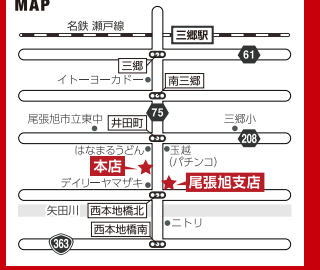 MAP
名鉄 瀬戸線
三郷駅
61
三郷
イトーヨーカドー
南三郷
75
尾張旭市立東中
井田町
三郷小
208
はなまるうどん
玉越
(パチンコ)
本店
デイリーヤマザキ
尾張旭支店
矢田川
西本地橋北
西本地橋南
ニトリ
363